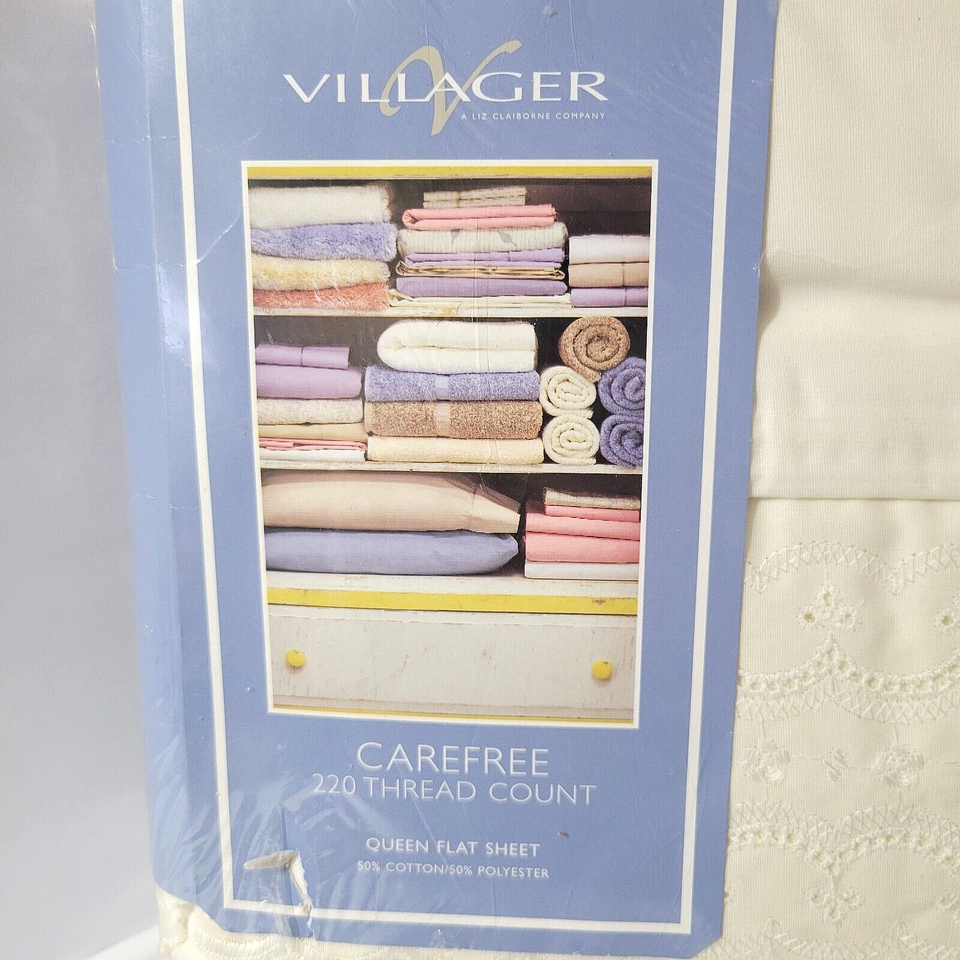 VILLAGER
A LIZ CLAIBORNE COMPANY
CAREFREE
220 THREAD COUNT
QUEEN FLAT SHEET
50% COTTON/50% POLYESTER